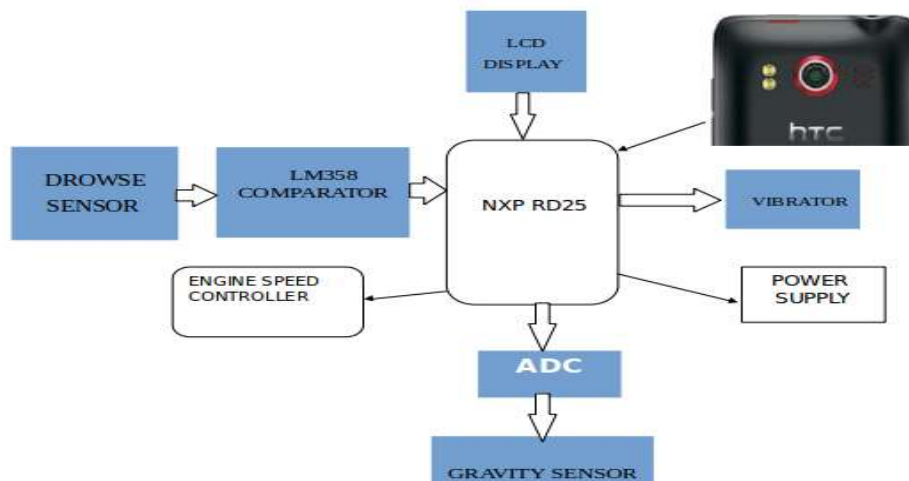 LCD
DISPLAY
hTC
DROWSE
SENSOR
LM358
COMPARATOR
NXP RD25
VIBRATOR
ENGINE SPEED
CONTROLLER
POWER
SUPPLY
ADC
GRAVITY SENSOR